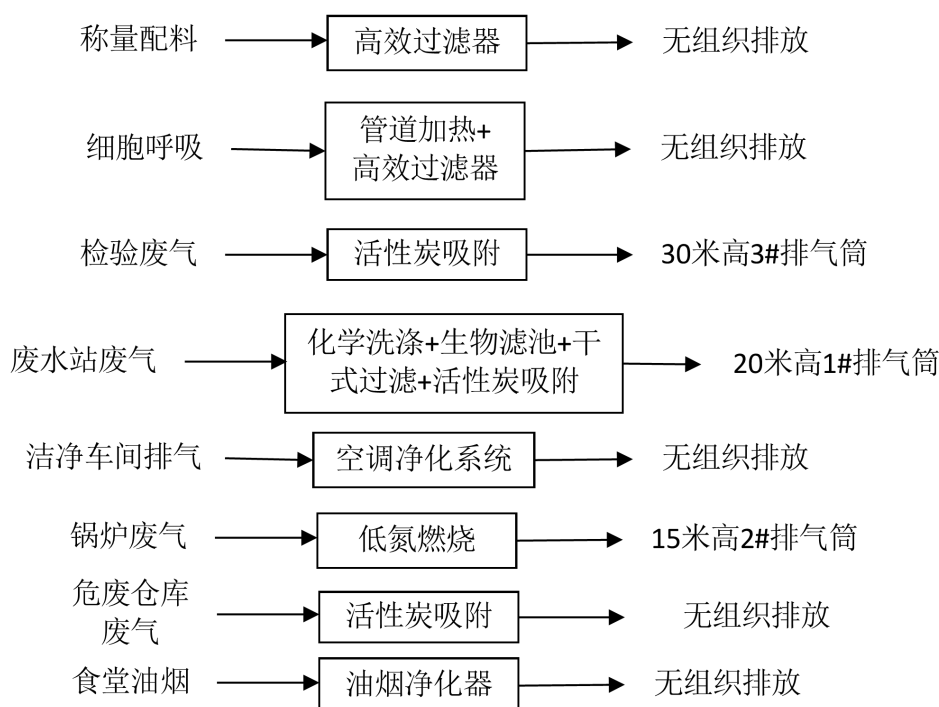 称量配料 高效过滤器 无组织排放
细胞呼吸 管道加热+
高效过滤器 无组织排放
检验废气 活性炭吸附 30米高3#排气筒
废水站废气 化学洗涤+生物滤池+干
式过滤+活性炭吸附 20米高1#排气筒
洁净车间排气 空调净化系统 无组织排放
锅炉废气 低氮燃烧 15米高2#排气筒
危废仓库
废气 活性炭吸附 无组织排放
食堂油烟 油烟净化器 无组织排放